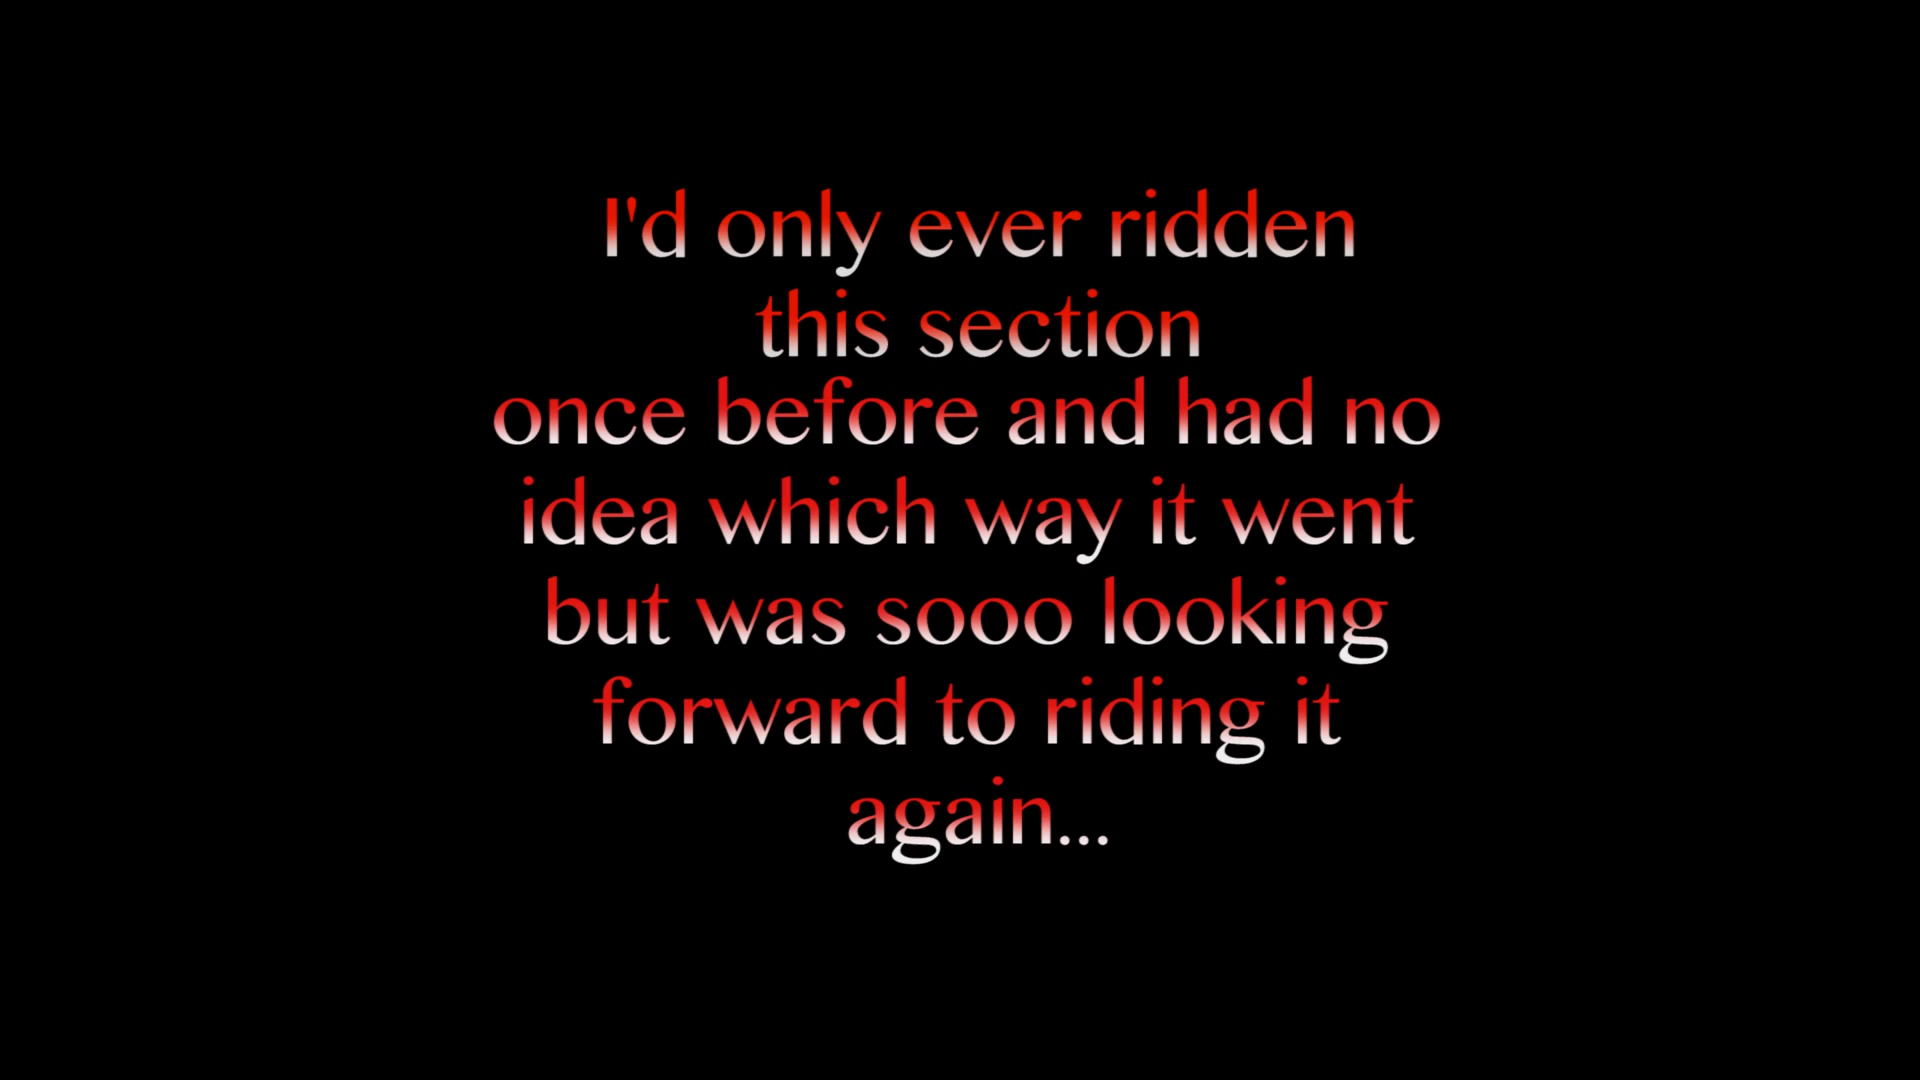 I'd only ever ridden
this section
once before and had no
idea which way it went
but was sooo looking
forward to riding it
again...